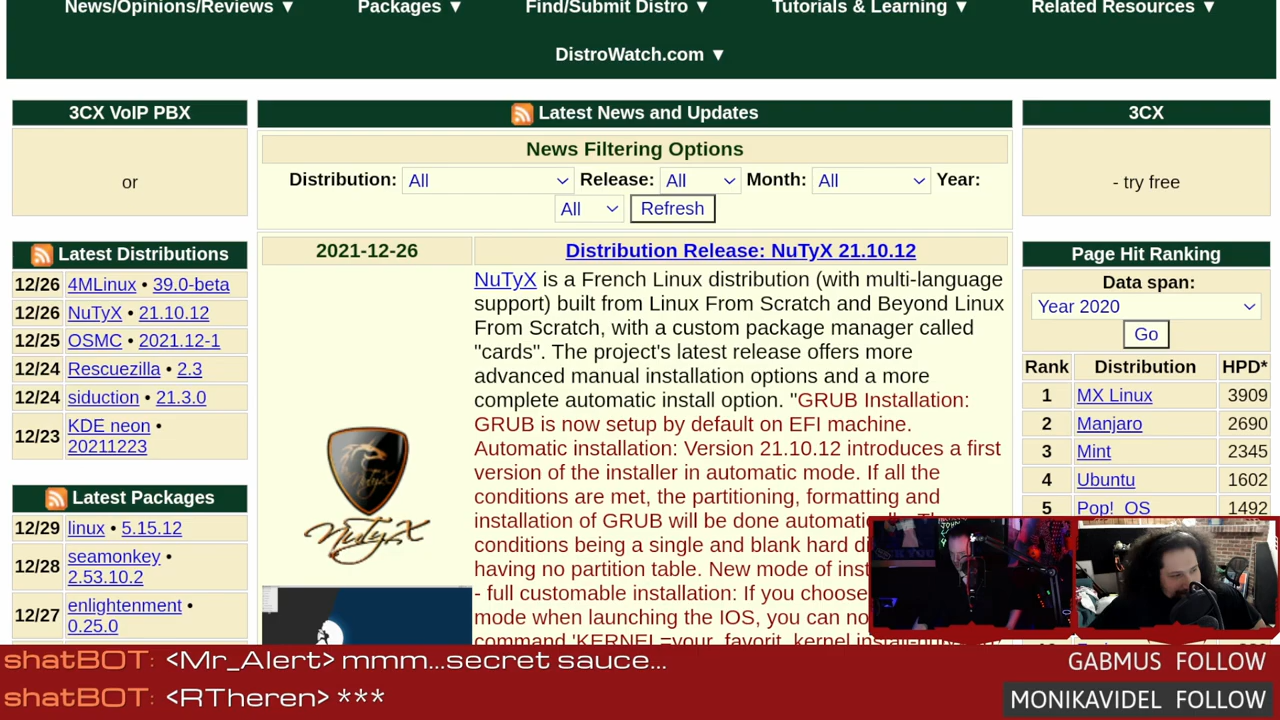 News/Opinions/Reviews ▼ Packages ▼ Find/Submit Distro ▼ Tutorials & Learning ▼ Related Resources ▼
DistroWatch.com ▼
3CX VoIP PBX
or
Latest Distributions
12/26 4MLinux • 39.0-beta
12/26 NuTyX • 21.10.12
12/25 OSMC • 2021.12-1
12/24 Rescuezilla • 2.3
12/24 siduction • 21.3.0
12/23 KDE neon •
20211223
Latest Packages
12/29 linux • 5.15.12
12/28 seamonkey •
2.53.10.2
12/27 enlightenment •
0.25.0
Latest News and Updates
News Filtering Options
Distribution: All Release: All Month: All Year:
All Refresh
2021-12-26 Distribution Release: NuTyX 21.10.12
NuTyX is a French Linux distribution (with multi-language
support) built from Linux From Scratch and Beyond Linux
From Scratch, with a custom package manager called
"cards". The project's latest release offers more
advanced manual installation options and a more
complete automatic install option. "GRUB Installation:
GRUB is now setup by default on EFI machine.
Automatic installation: Version 21.10.12 introduces a first
version of the installer in automatic mode. If all the
conditions are met, the partitioning, formatting and
installation of GRUB will be done
conditions being a single and blank hard
having no partition table. New mode of
- full customable installation: If you choose
mode when launching the IOS, you can
command 'KERNEL=your_favorit_kernel
NuTyX
3CX
- try free
Page Hit Ranking
Data span:
Year 2020
Go
Rank Distribution HPD*
1 MX Linux 3909
2 Manjaro 2690
3 Mint 2345
4 Ubuntu 1602
5 Pop!_OS 1492
shatBOT: <Mr_Alert> mmm...secret sauce...
shatBOT: <RTheren> ***
GABMUS FOLLOW
MONIKAVIDEL FOLLOW